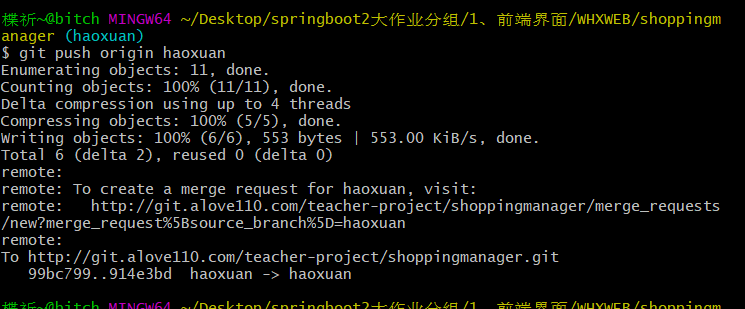 檏祈~@bitch MINGW64 ~/Desktop/springboot2大作业分组/1、前端界面/WHXWEB/shoppingm
anager (haoxuan)
$ git push origin haoxuan
Enumerating objects: 11, done.
Counting objects: 100% (11/11), done.
Delta compression using up to 4 threads
Compressing objects: 100% (5/5), done.
Writing objects: 100% (6/6), 553 bytes | 553.00 KiB/s, done.
Total 6 (delta 2), reused 0 (delta 0)
remote:
remote: To create a merge request for haoxuan, visit:
remote:   http://git.alove110.com/teacher-project/shoppingmanager/merge_requests
/new?merge_request%5Bsource_branch%5D=haoxuan
remote:
To http://git.alove110.com/teacher-project/shoppingmanager.git
   99bc799..914e3bd  haoxuan -> haoxuan
~@bitch MINGW64 ~/Desktop/springboot2大作业分组/1、前端界面/WHXWEB/shoppingm